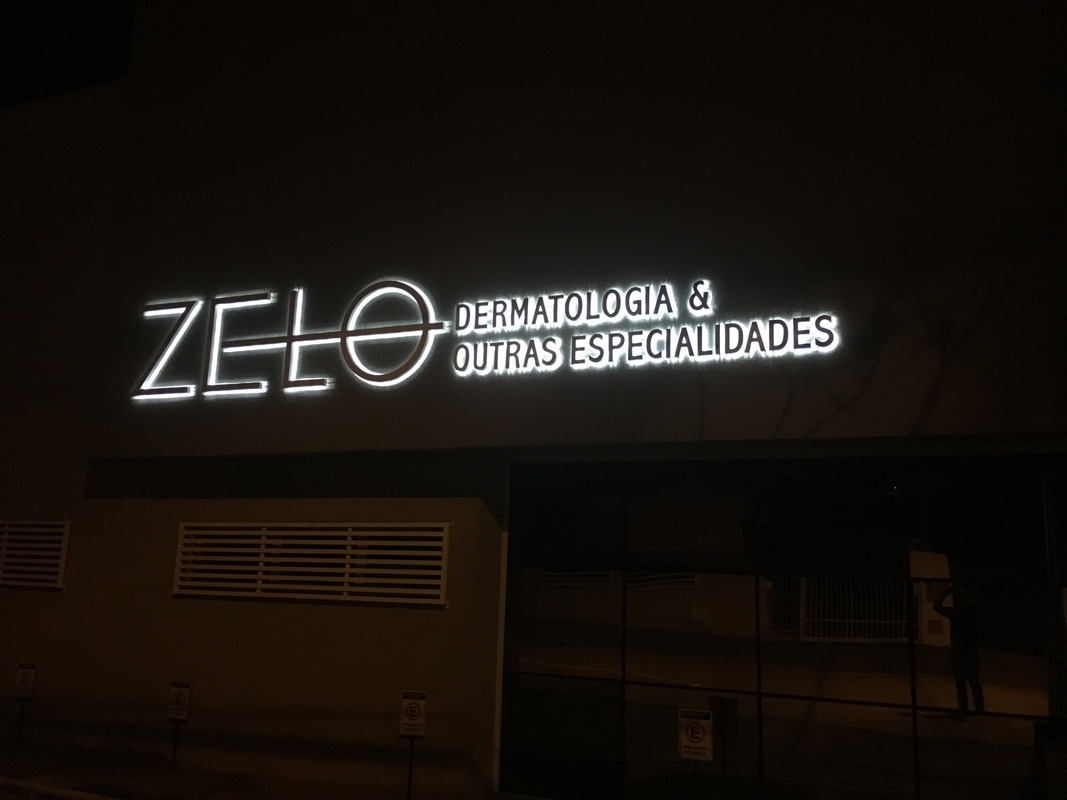 ZELO
DERMATOLOGIA &
OUTRAS ESPECIALIDADES
E
E
E